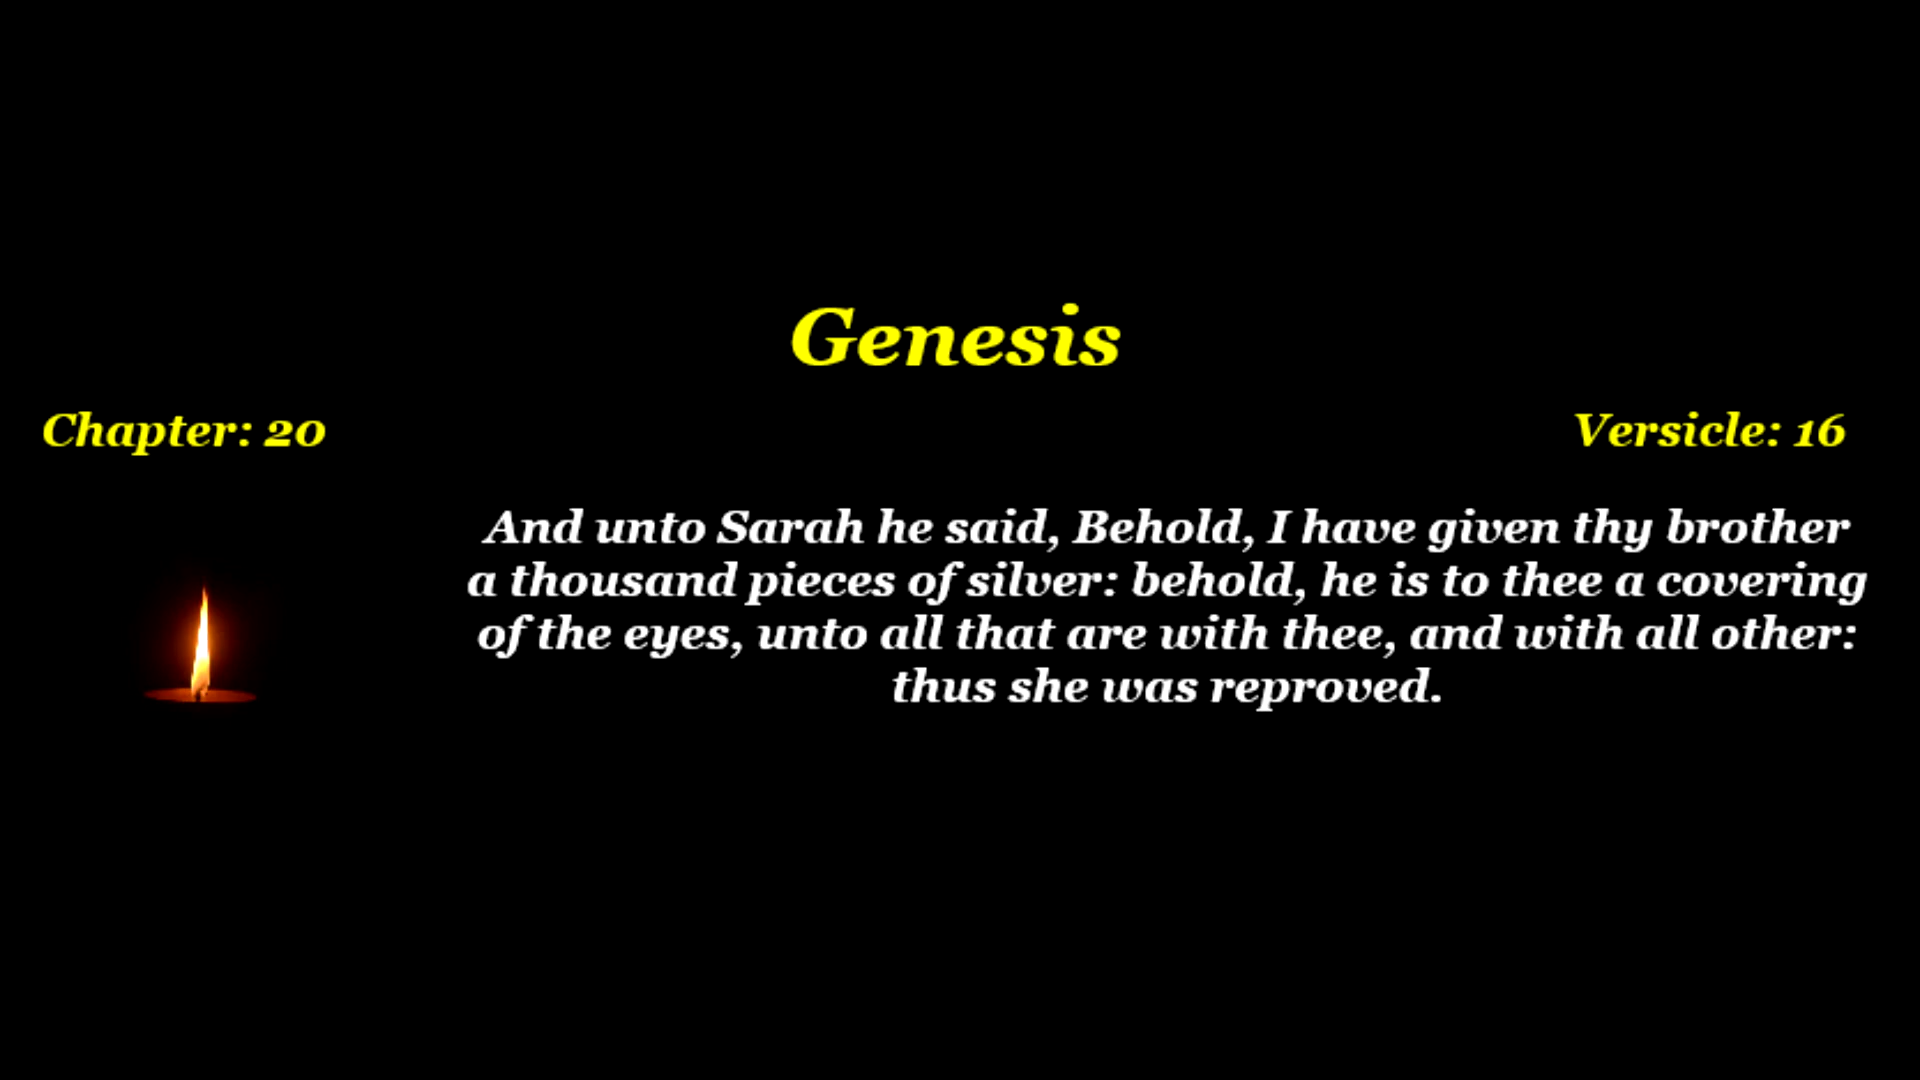 Genesis
Chapter: 20
Versicle: 16
And unto Sarah he said, Behold, I have given thy brother
a thousand pieces of silver: behold, he is to thee a covering
of the eyes, unto all that are with thee, and with all other:
thus she was reproved.